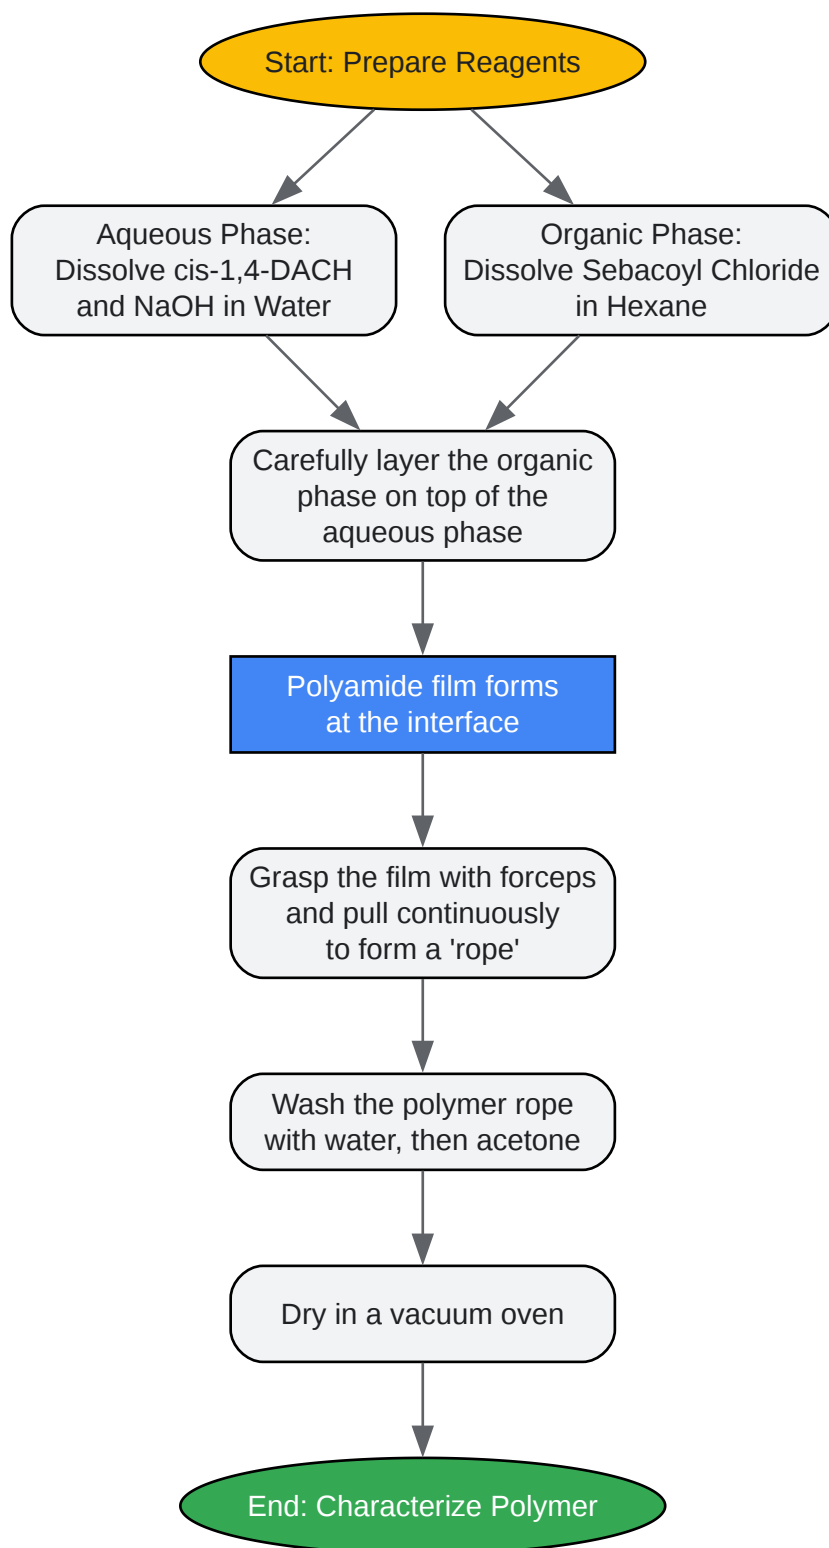 Start: Prepare Reagents
Aqueous Phase:
Dissolve cis-1,4-DACH
and NaOH in Water
Organic Phase:
Dissolve Sebacoyl Chloride
in Hexane
Carefully layer the organic
phase on top of the
aqueous phase
Polyamide film forms
at the interface
Grasp the film with forceps
and pull continuously
to form a 'rope'
Wash the polymer rope
with water, then acetone
Dry in a vacuum oven
End: Characterize Polymer